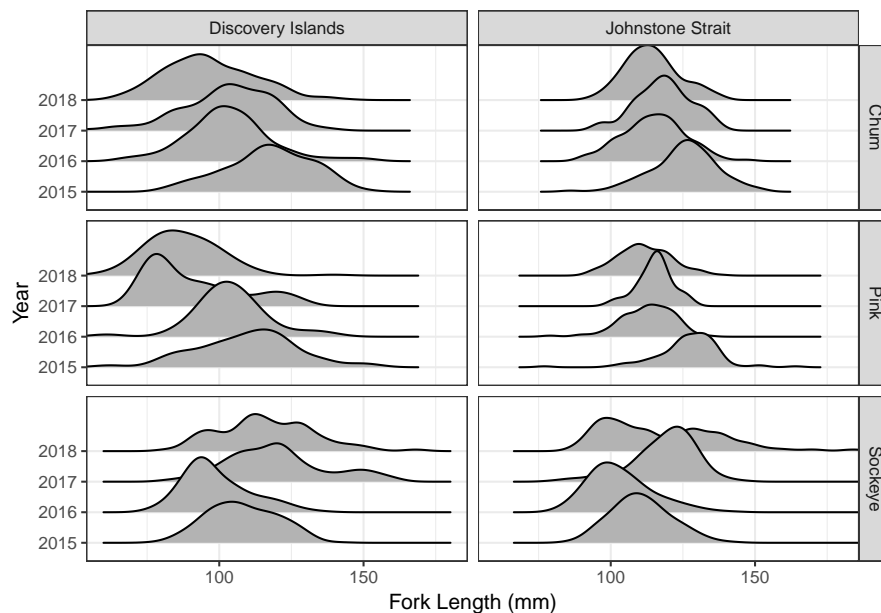 Discovery Islands
Johnstone Strait
2018
2017
2016
2015
Chum
2018
2017
2016
2015
Pink
2018
2017
2016
2015
Sockeye
Year
100
150
100
150
Fork Length (mm)